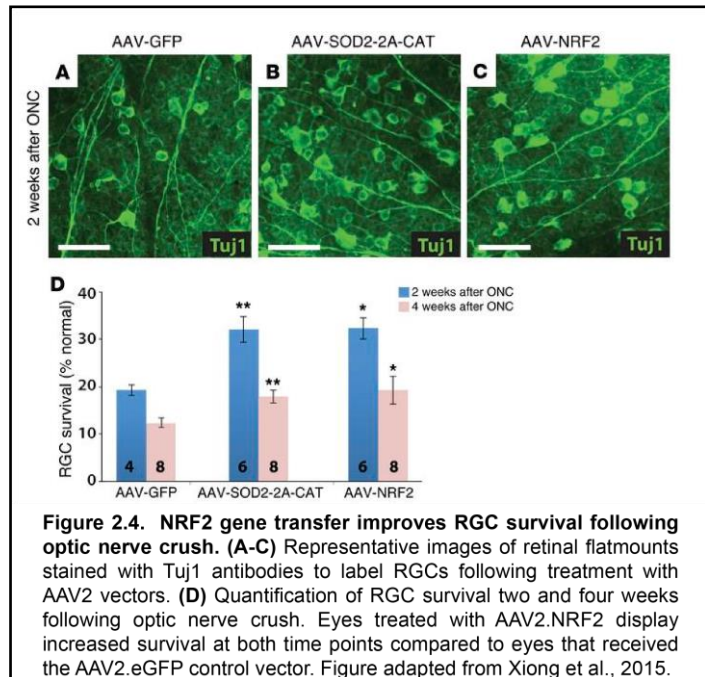 AAV-GFP AAV-SOD2-2A-CAT AAV-NRF2
A B C
2 weeks after ONC
Tuj1 Tuj1 Tuj1
D
40
30
20
10
0
RGC survival (% normal)
** *
** *
2 weeks after ONC
4 weeks after ONC
4 8 6 8 6 8
AAV-GFP AAV-SOD2-2A-CAT AAV-NRF2
Figure 2.4. NRF2 gene transfer improves RGC survival following
optic nerve crush. (A-C) Representative images of retinal flatmounts
stained with Tuj1 antibodies to label RGCs following treatment with
AAV2 vectors. (D) Quantification of RGC survival two and four weeks
following optic nerve crush. Eyes treated with AAV2.NRF2 display
increased survival at both time points compared to eyes that received
the AAV2.eGFP control vector. Figure adapted from Xiong et al., 2015.